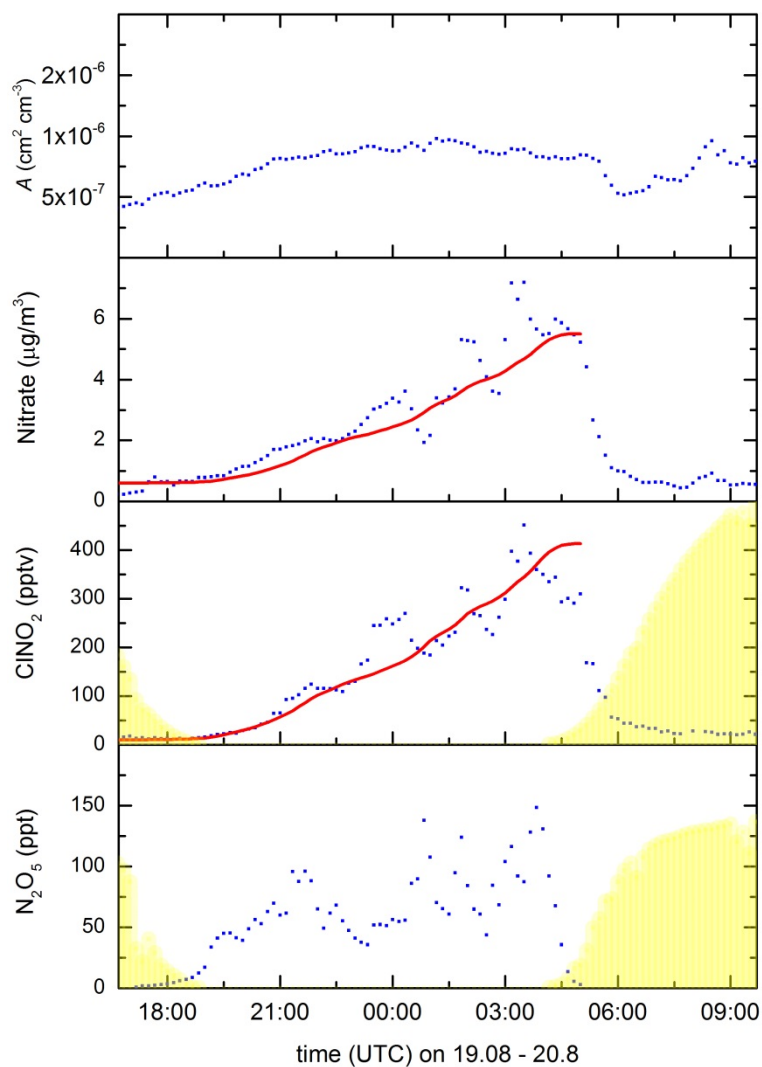 A (cm² cm⁻³)
2x10⁻⁶
1x10⁻⁶
5x10⁻⁷
Nitrate (μg/m³)
6
4
2
0
ClNO₂ (pptv)
400
300
200
100
0
N₂O₅ (ppt)
150
100
50
0
18:00 21:00 00:00 03:00 06:00 09:00
time (UTC) on 19.08 - 20.8